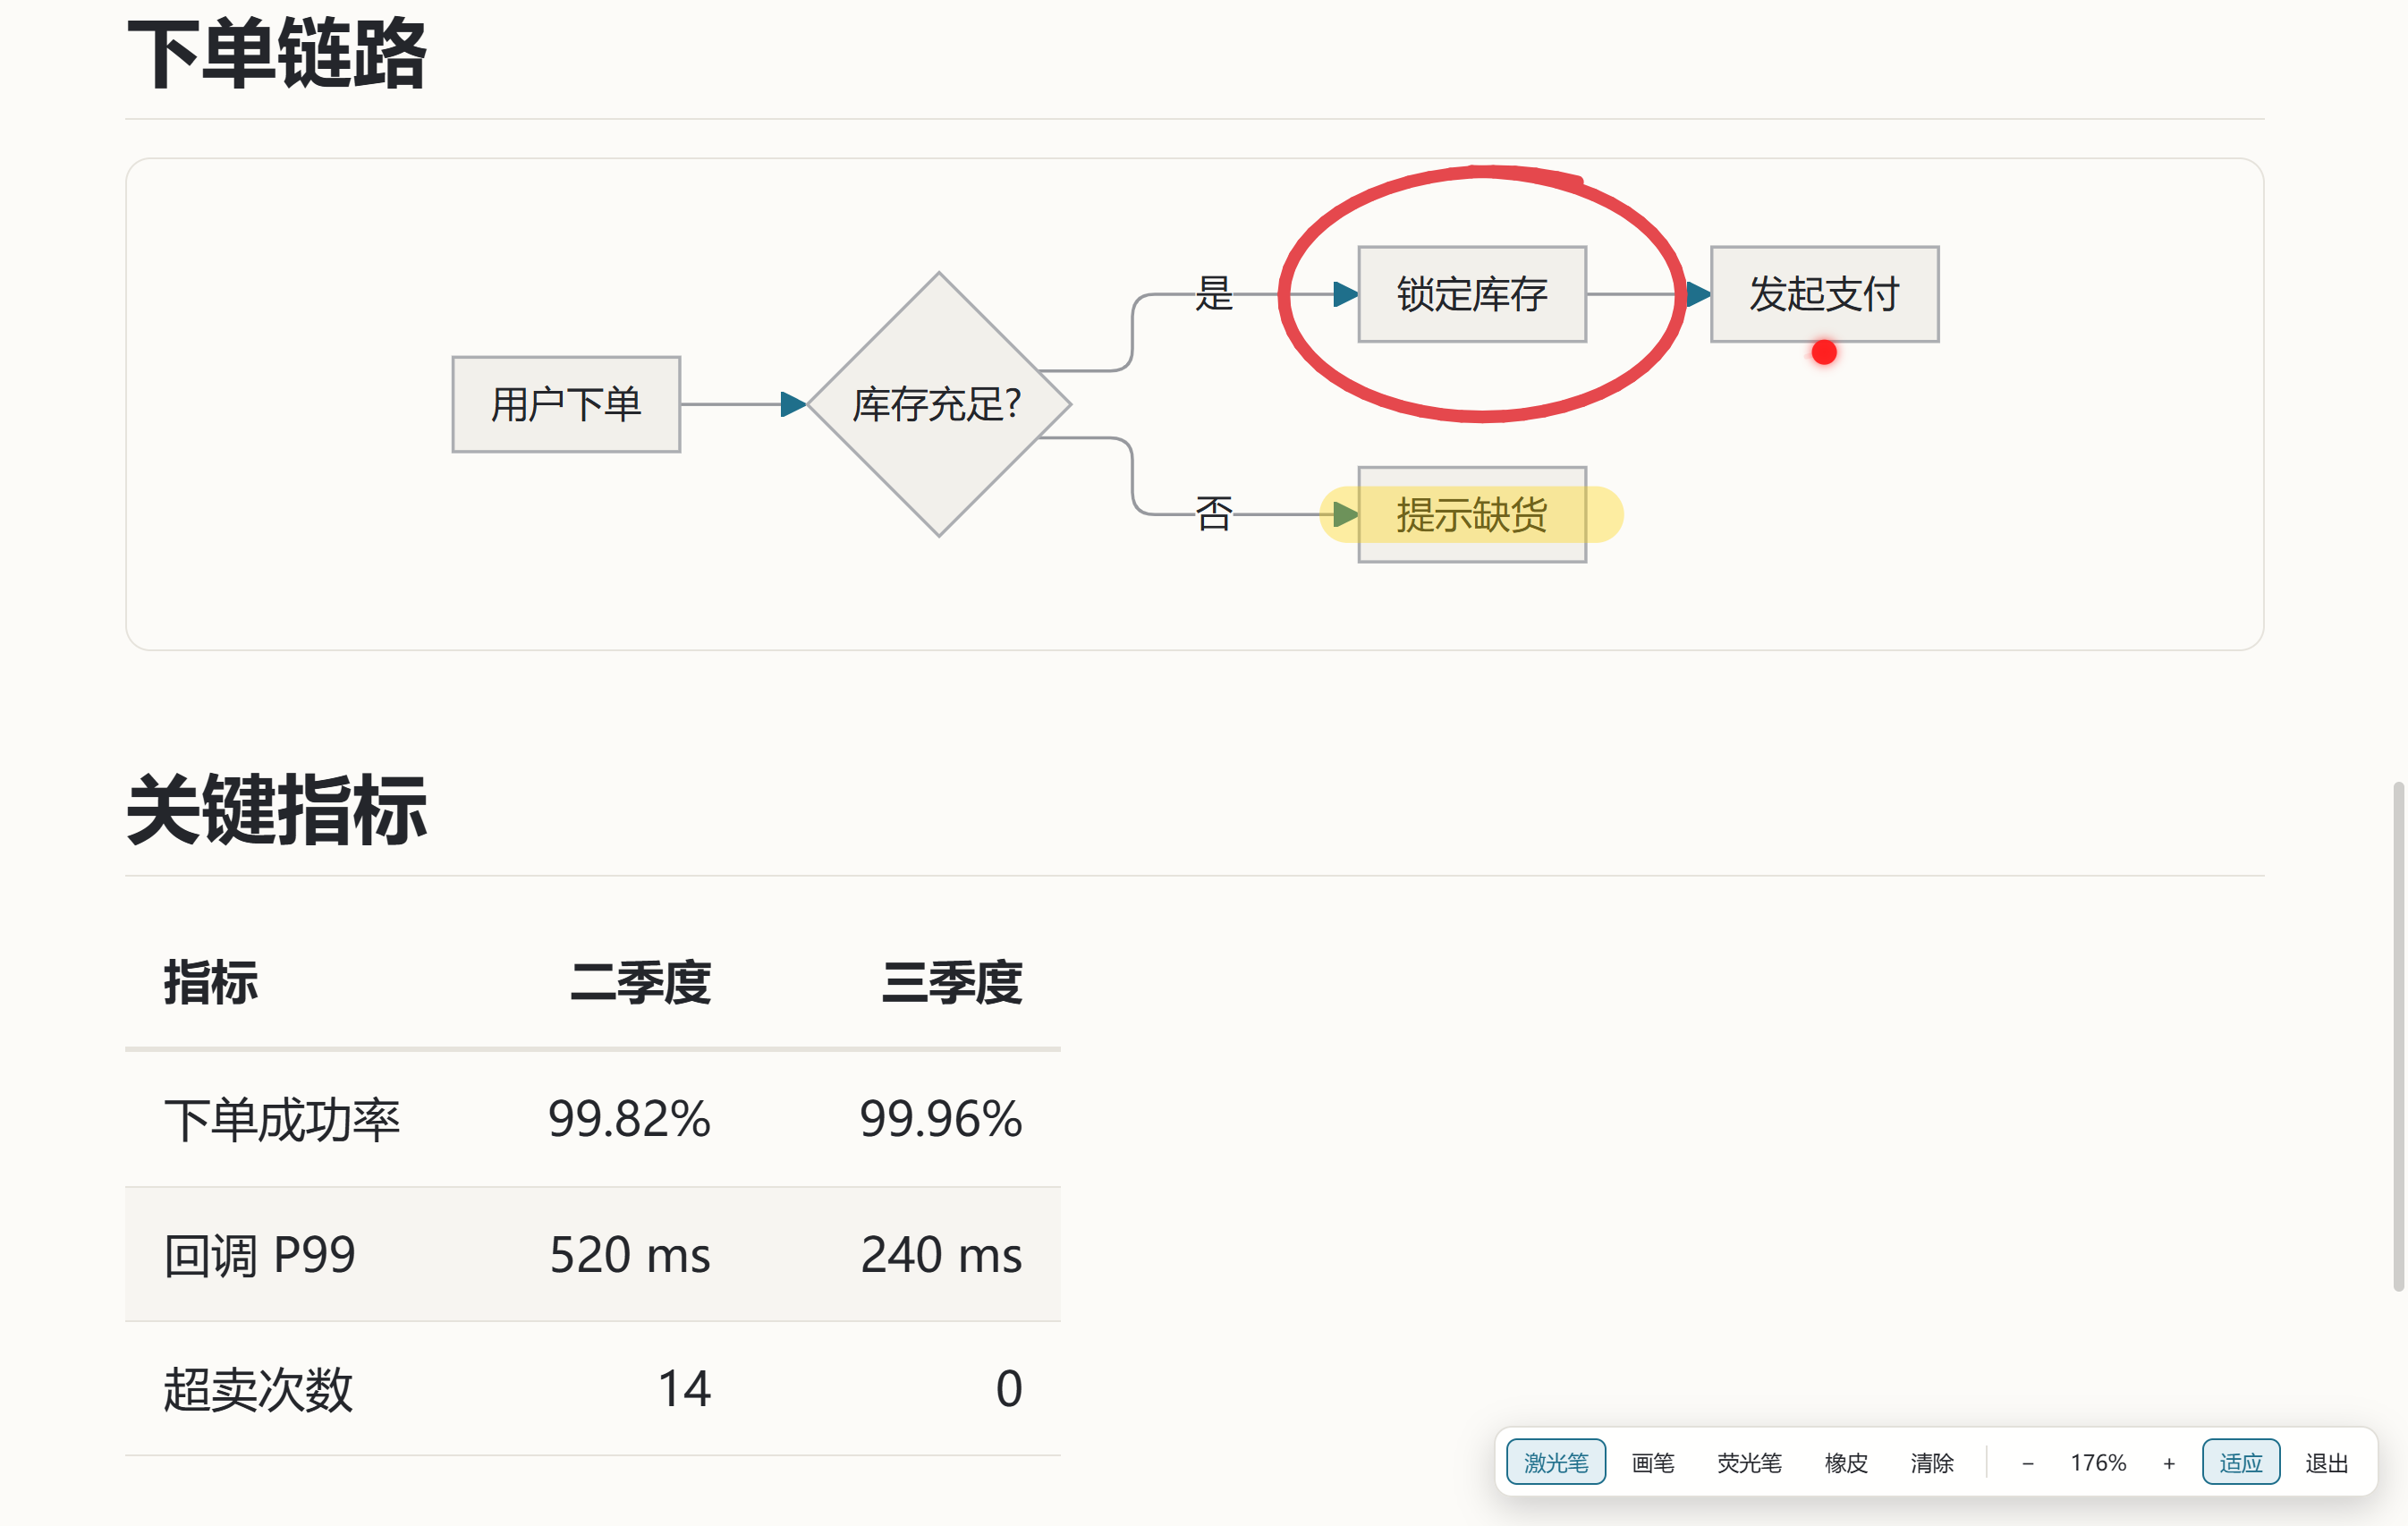 下单链路
用户下单
库存充足?
是
锁定库存
发起支付
否
提示缺货
关键指标
指标 二季度 三季度
下单成功率 99.82% 99.96%
回调 P99 520 ms 240 ms
超卖次数 14 0
激光笔 画笔 荧光笔 橡皮 清除 − 176% + 适应 退出